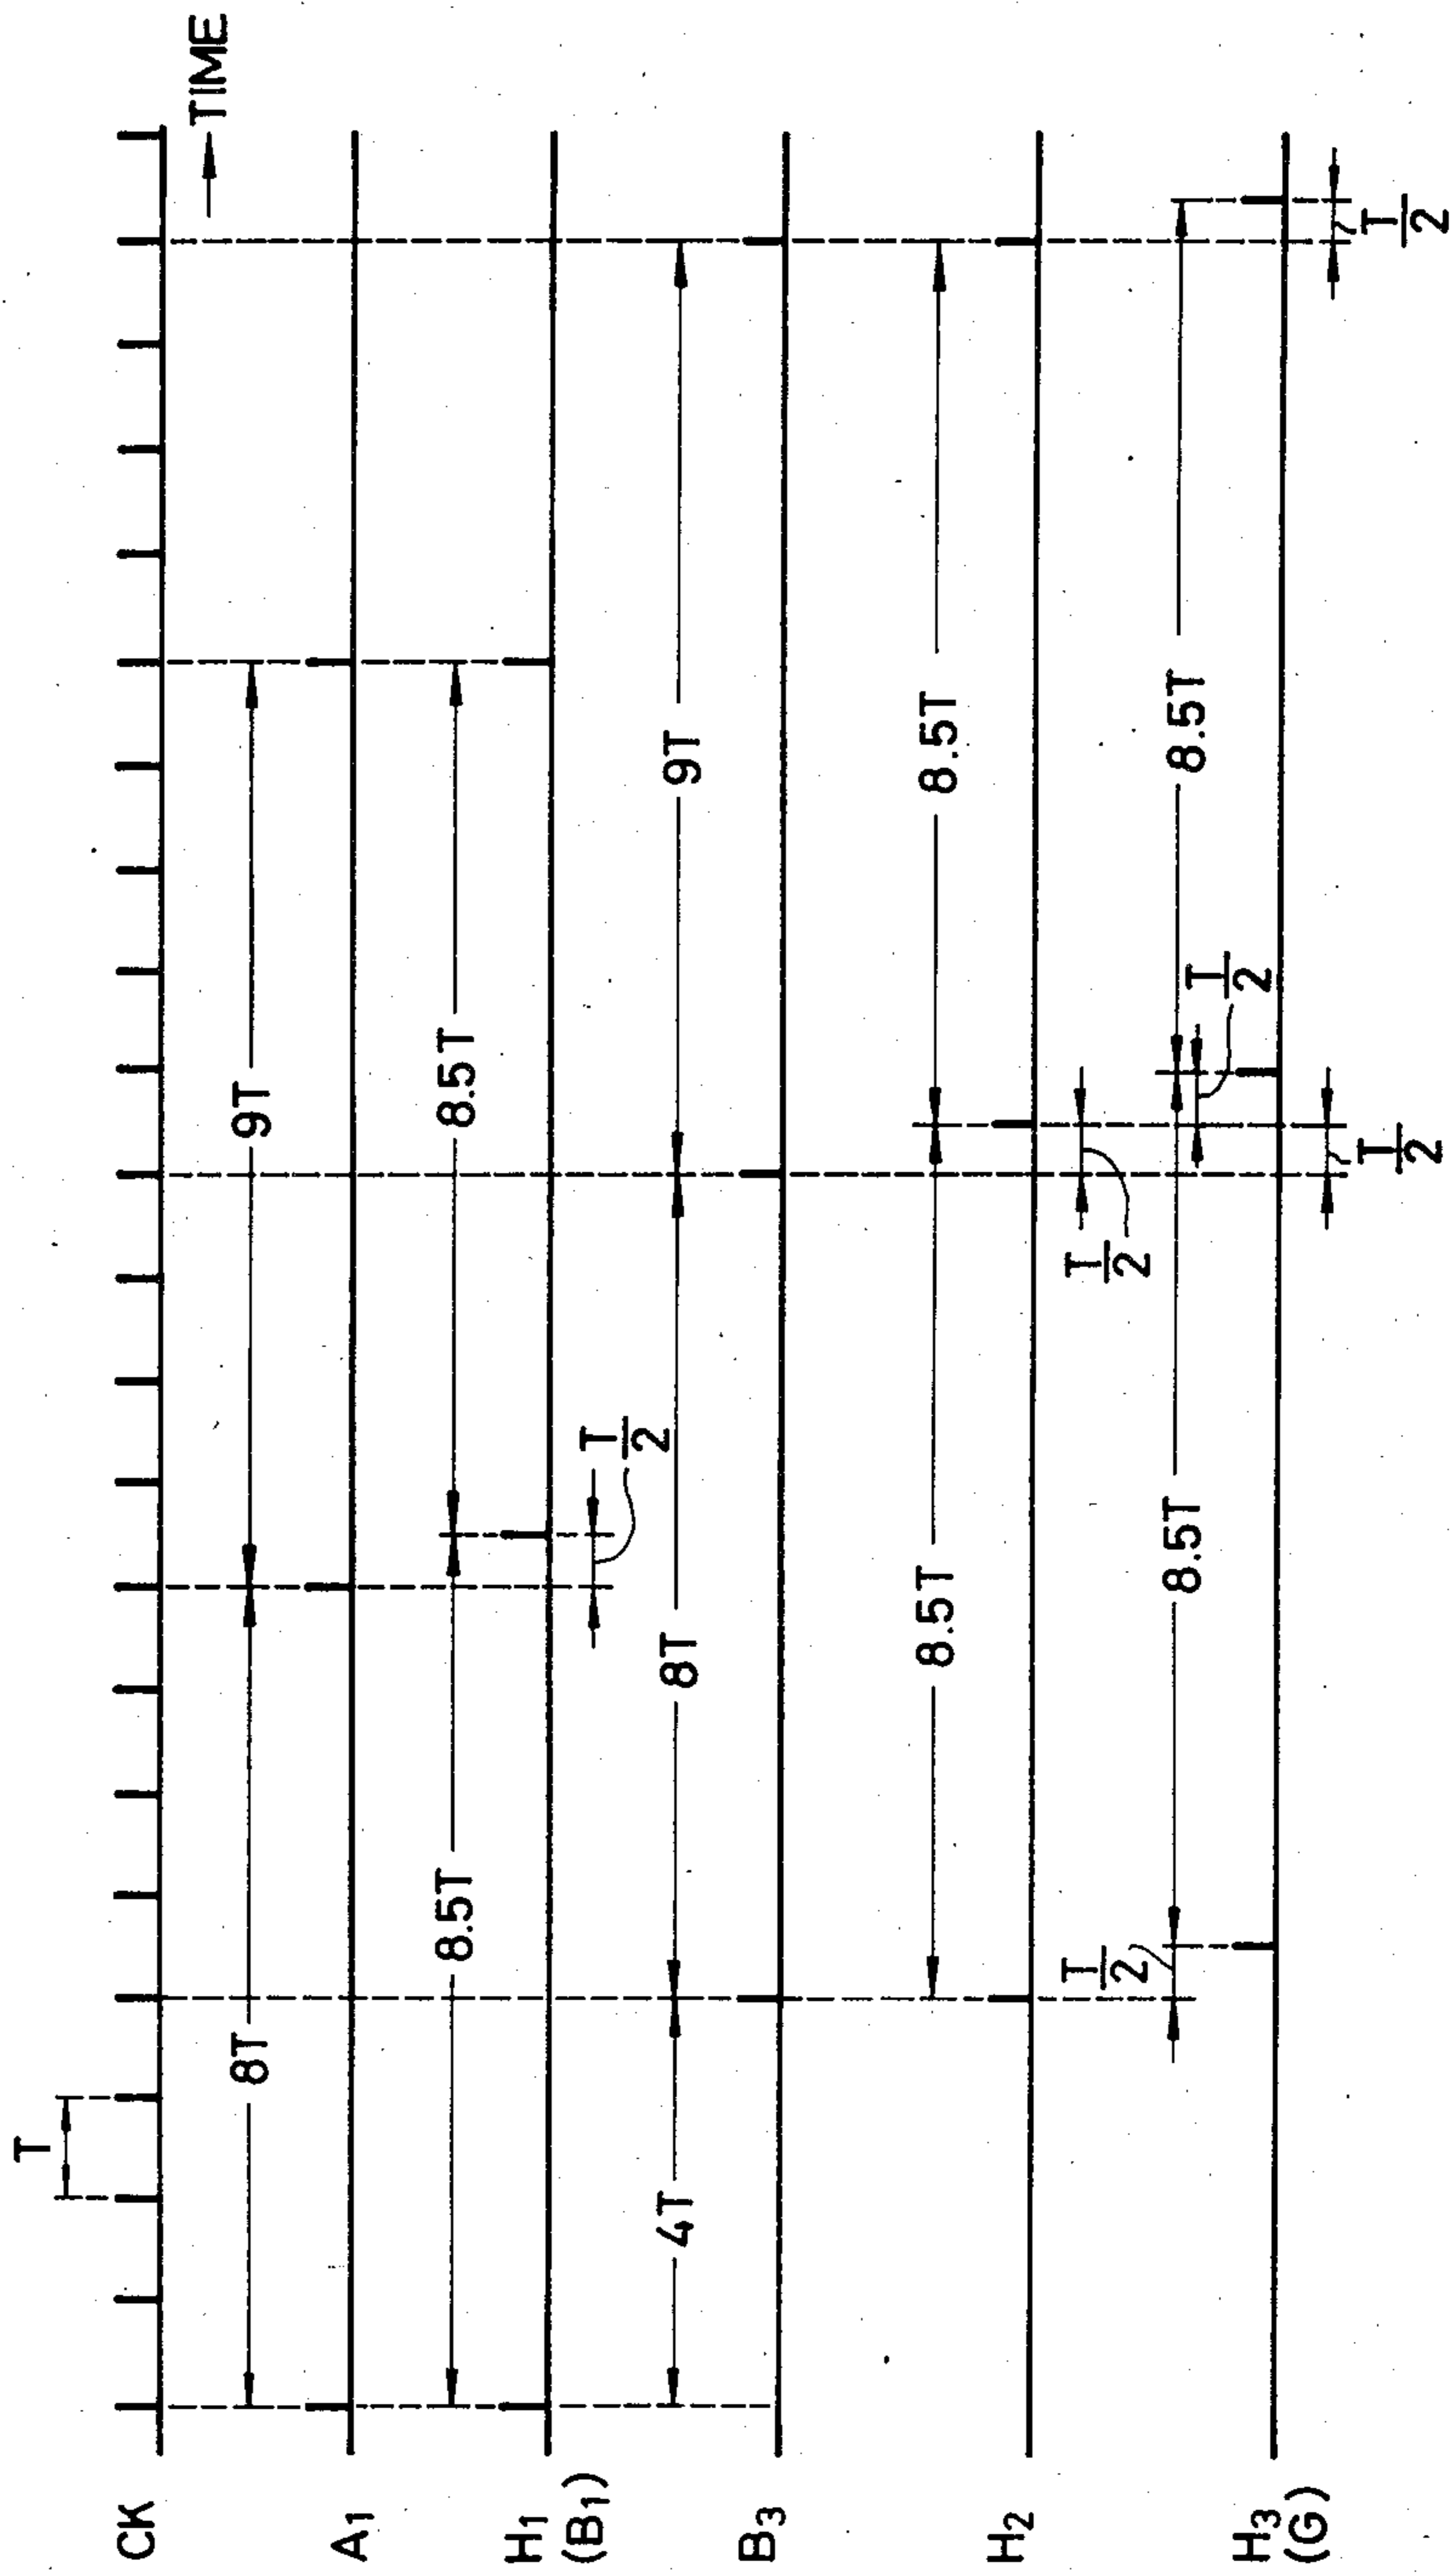 T
→ TIME
CK
8T
9T
A1
8.5T
8.5T
H1
(B1)
T/2
4T
8T
9T
B3
8.5T
8.5T
H2
T/2
T/2
T/2
8.5T
8.5T
H3
(G)
T/2
T/2